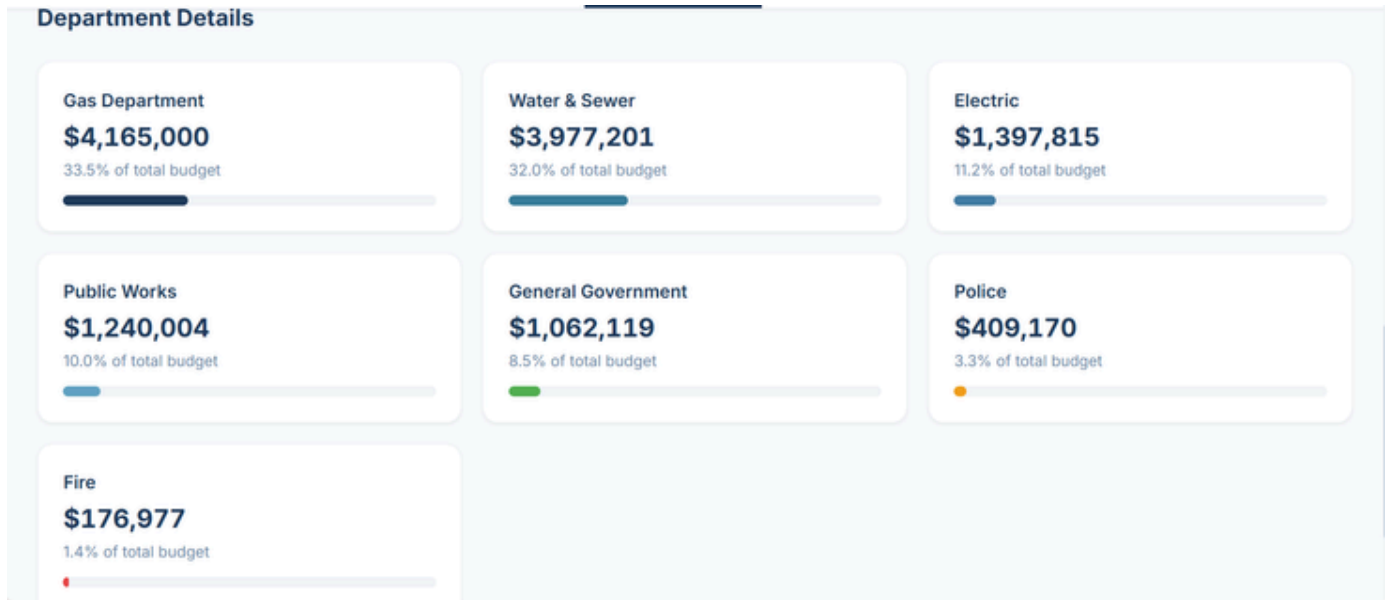 Department Details
Gas Department
$4,165,000
33.5% of total budget
Water & Sewer
$3,977,201
32.0% of total budget
Electric
$1,397,815
11.2% of total budget
Public Works
$1,240,004
10.0% of total budget
General Government
$1,062,119
8.5% of total budget
Police
$409,170
3.3% of total budget
Fire
$176,977
1.4% of total budget